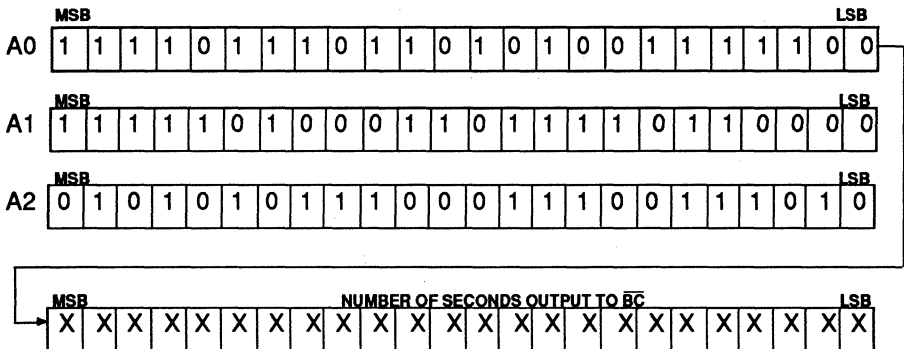 MSB LSB
A0 1 1 1 1 0 1 1 1 0 1 1 0 1 0 1 0 0 1 1 1 1 1 0 0
MSB LSB
A1 1 1 1 1 1 0 1 0 0 0 1 1 0 1 1 1 1 0 1 1 0 0 0 0
MSB LSB
A2 0 1 0 1 0 1 0 1 1 1 0 0 0 1 1 1 0 0 1 1 1 0 1 0
MSB NUMBER OF SECONDS OUTPUT TO B̅C̅ LSB
X X X X X X X X X X X X X X X X X X X X X X